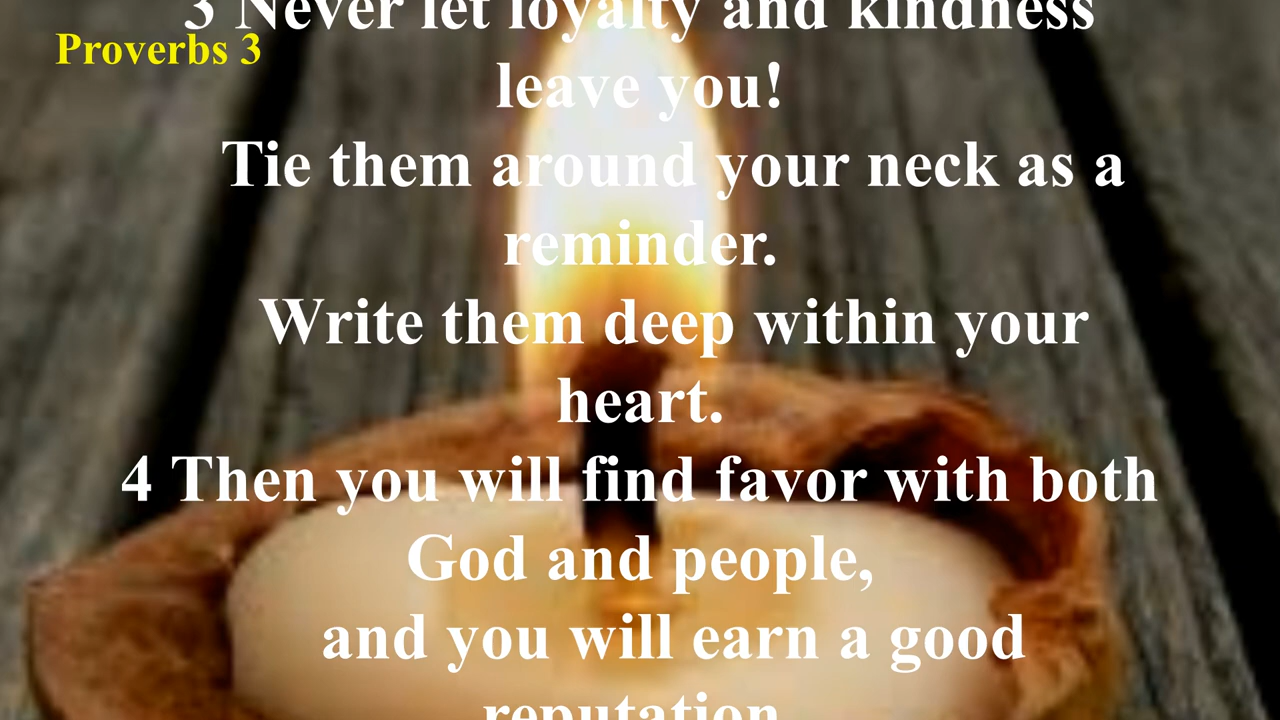 3 Never let loyalty and kindness
Proverbs 3
leave you!
Tie them around your neck as a
reminder.
Write them deep within your
heart.
4 Then you will find favor with both
God and people,
and you will earn a good
reputation